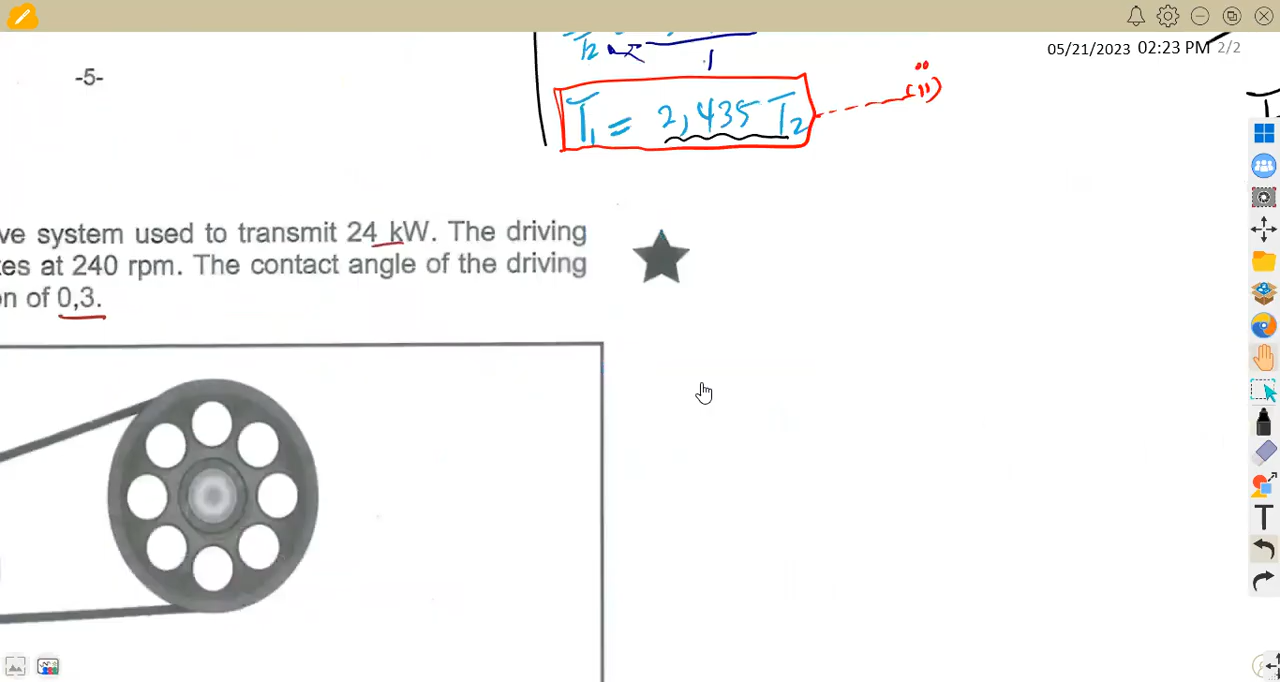 05/21/2023 02:23 PM 2/2
-5-
T₁ = 2,435 T₂
(ii)
ve system used to transmit 24 kW. The driving
es at 240 rpm. The contact angle of the driving
on of 0,3.
T